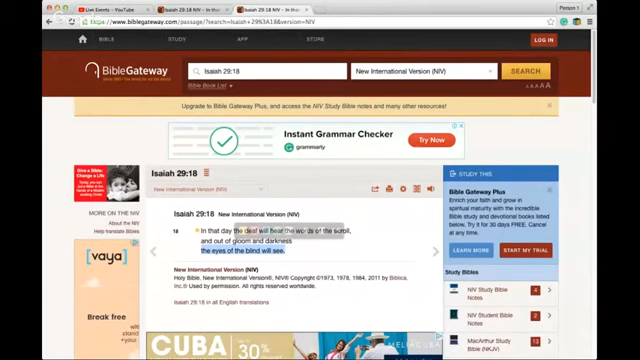 Live Events - YouTube
Isaiah 29:18 NIV - In tha
Isaiah 29:18 NIV - In tha
Person 1
https://www.biblegateway.com/passage/?search=Isaiah+29%3A18&version=NIV
BIBLE
STUDY
APP
STORE
LOG IN
BibleGateway
Isaiah 29:18
New International Version (NIV)
SEARCH
Bible Book List
AAAAA
Upgrade to Bible Gateway Plus, and access the NIV Study Bible notes and many other resources!
Instant Grammar Checker
grammarly
Try Now
Give a Bible:
Change a Life
MORE ON THE NIV
About the NIV
Help translate Bibles
[vaya]
Break free
Isaiah 29:18
New International Version (NIV)
Isaiah 29:18 New International Version (NIV)
18 In that day the deaf will hear the words of the scroll,
and out of gloom and darkness
the eyes of the blind will see.
New International Version (NIV)
Holy Bible, New International Version®, NIV® Copyright ©1973, 1978, 1984, 2011 by Biblica,
Inc.® Used by permission. All rights reserved worldwide.
Isaiah 29:18 in all English translations
STUDY THIS
Bible Gateway Plus
Enrich your faith and grow in
spiritual maturity with the
incredible Bible study and
devotional books listed
below. Try it for 30 days FREE. Cancel
at any time.
LEARN MORE
START MY TRIAL
Study Bibles
NIV Study Bible
Notes
4
NIV Student Bible
Notes
2
MacArthur Study Bible
(NKJV)
13
CUBA
30%
MELIÁ CUBA